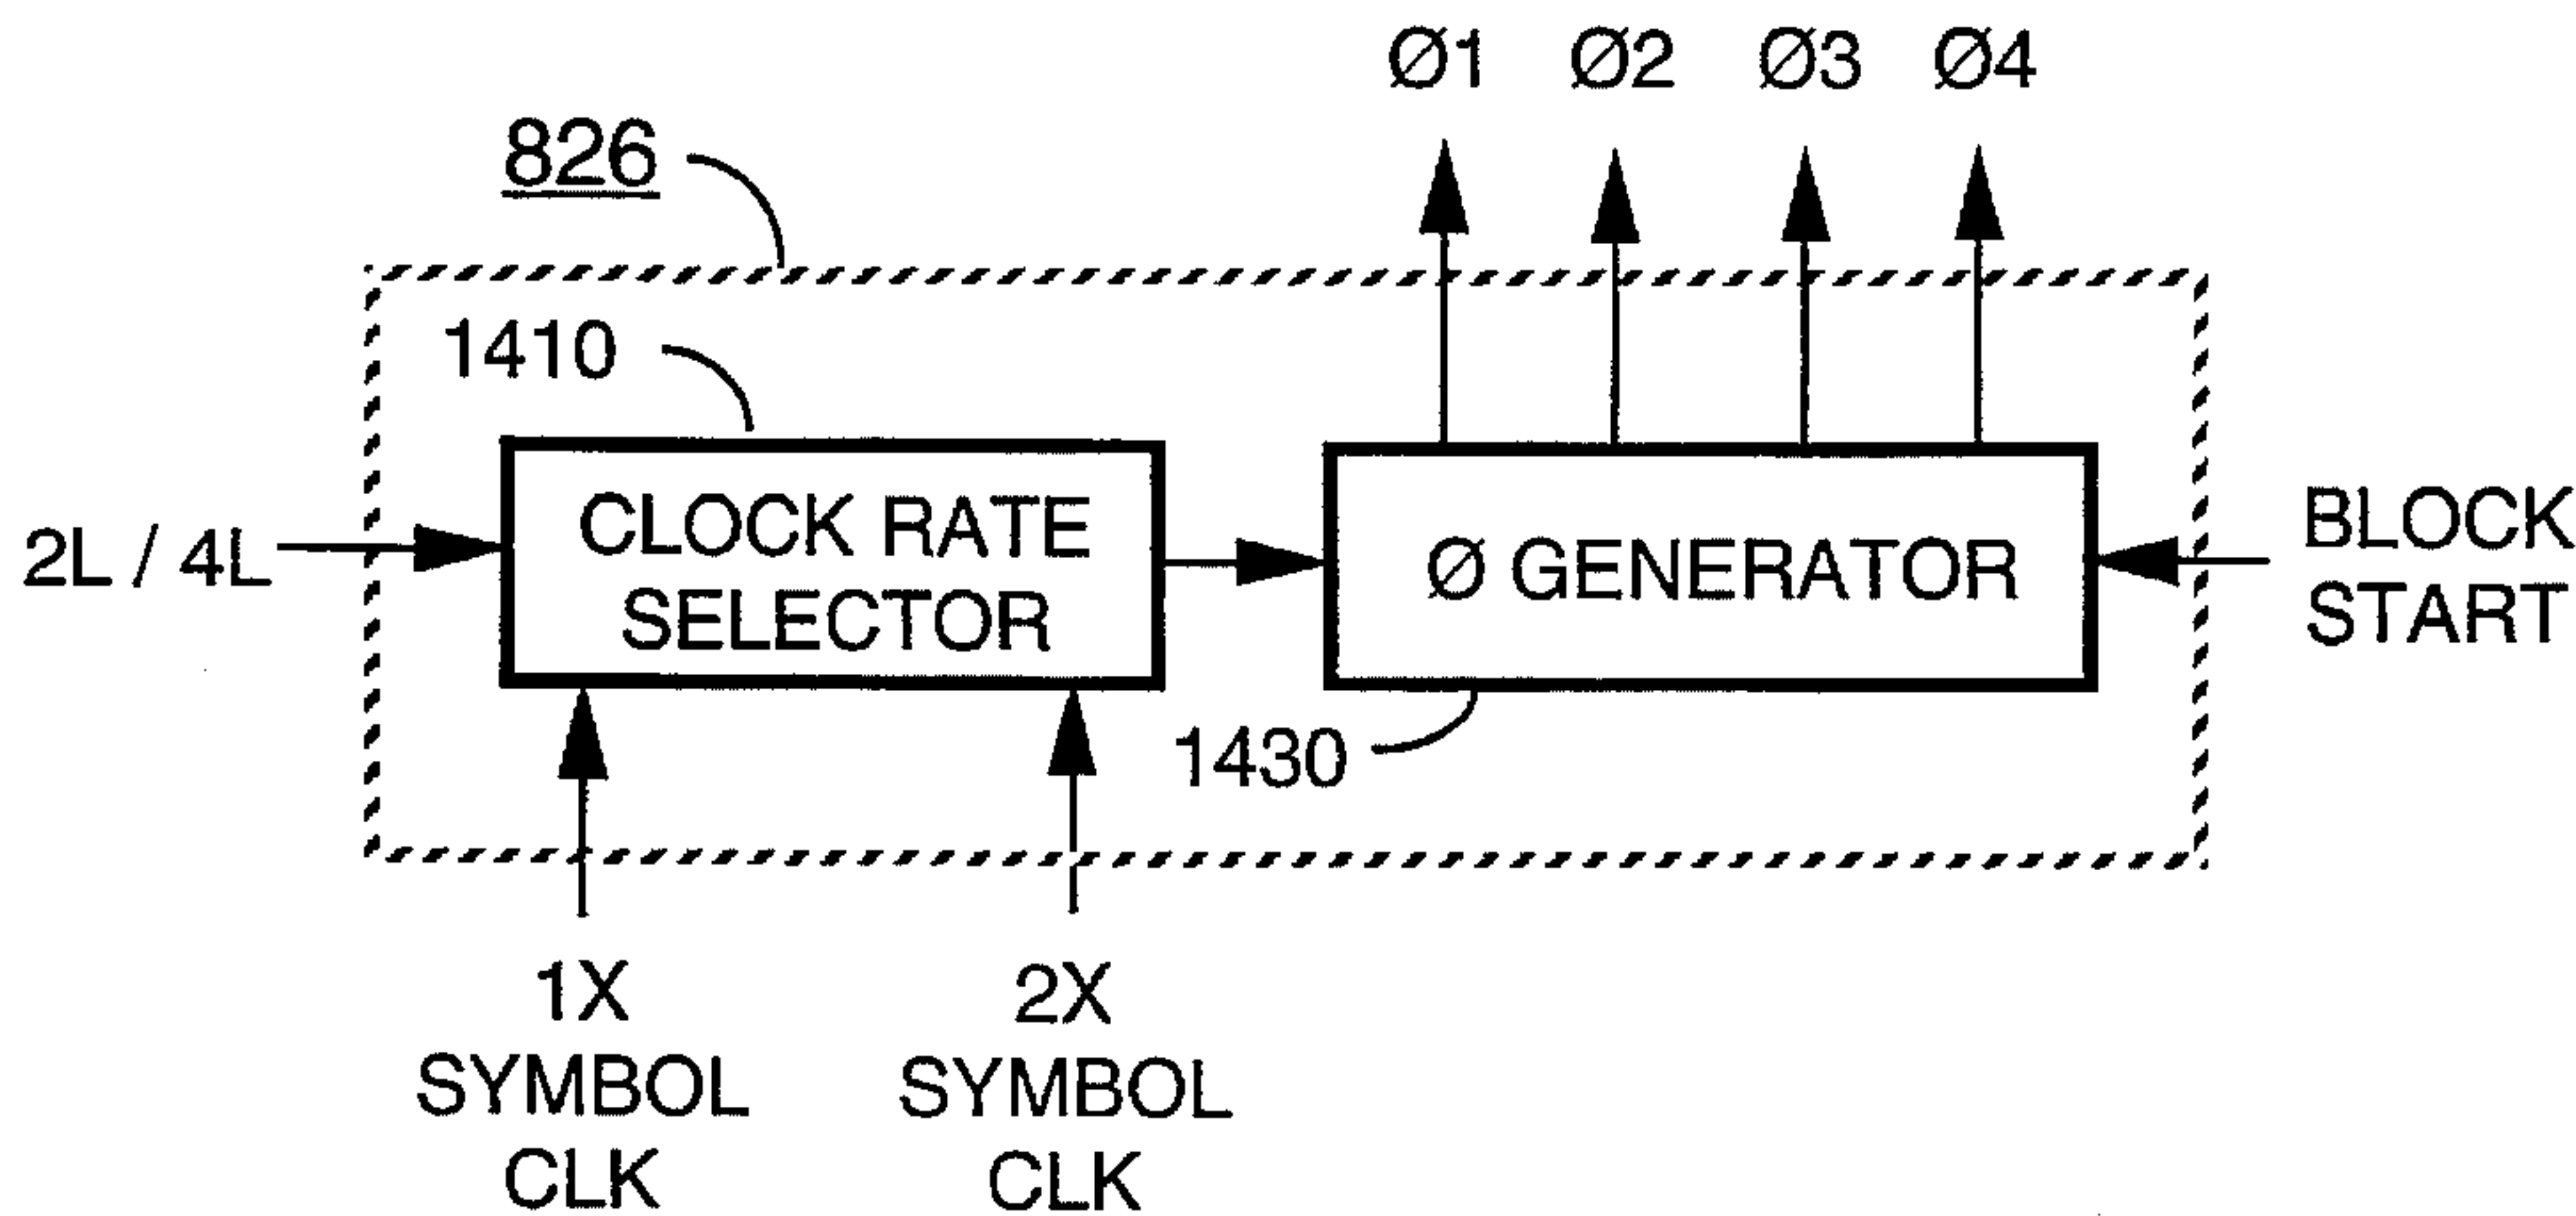 Ø1 Ø2 Ø3 Ø4
826
1410
2L / 4L
CLOCK RATE
SELECTOR
Ø GENERATOR
BLOCK
START
1430
1X
SYMBOL
CLK
2X
SYMBOL
CLK